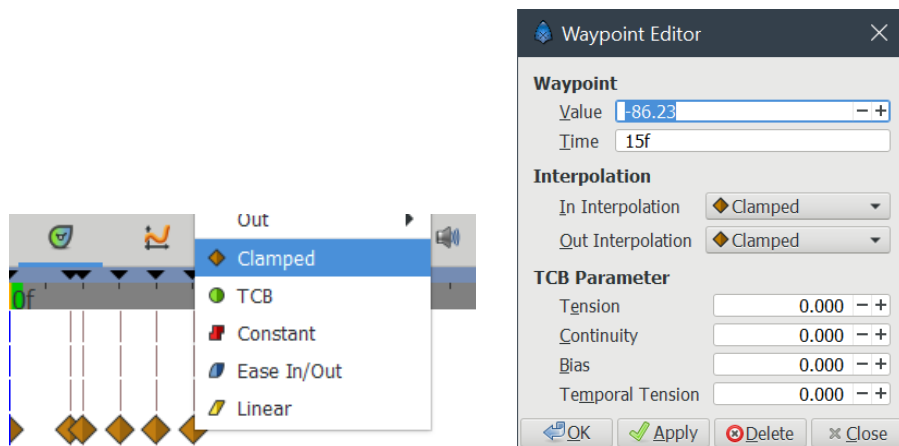 Out
Clamped
TCB
Constant
Ease In/Out
Linear
0f
Waypoint Editor
Waypoint
Value -86.23
Time 15f
Interpolation
In Interpolation Clamped
Out Interpolation Clamped
TCB Parameter
Tension 0.000
Continuity 0.000
Bias 0.000
Temporal Tension 0.000
OK Apply Delete Close